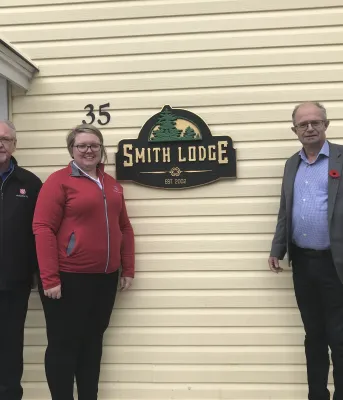 35
SMITH LODGE
EST 2002